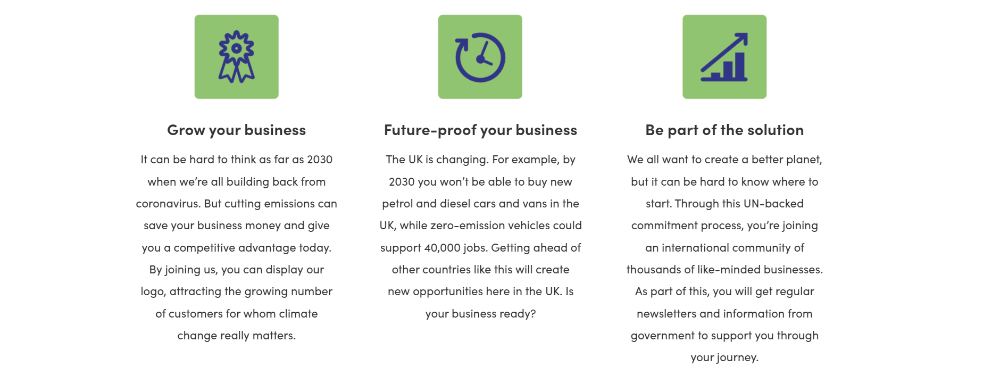 Grow your business
It can be hard to think as far as 2030
when we’re all building back from
coronavirus. But cutting emissions can
save your business money and give
you a competitive advantage today.
By joining us, you can display our
logo, attracting the growing number
of customers for whom climate
change really matters.
Future-proof your business
The UK is changing. For example, by
2030 you won’t be able to buy new
petrol and diesel cars and vans in the
UK, while zero-emission vehicles could
support 40,000 jobs. Getting ahead of
other countries like this will create
new opportunities here in the UK. Is
your business ready?
Be part of the solution
We all want to create a better planet,
but it can be hard to know where to
start. Through this UN-backed
commitment process, you’re joining
an international community of
thousands of like-minded businesses.
As part of this, you will get regular
newsletters and information from
government to support you through
your journey.